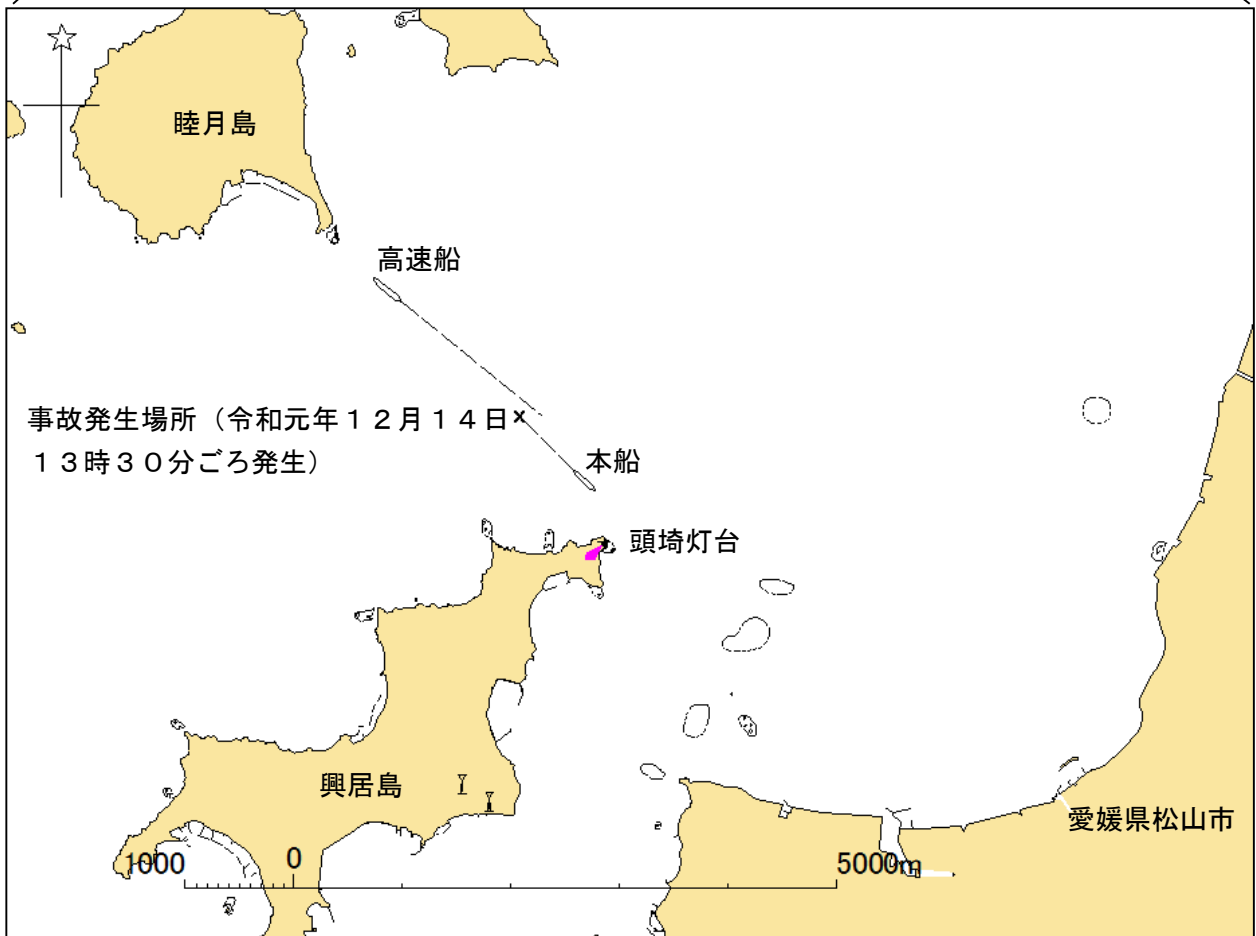 睦月島
高速船
事故発生場所（令和元年１２月１４日×
１３時３０分ごろ発生）
本船
頭埼灯台
興居島
愛媛県松山市
1000 0 5000m